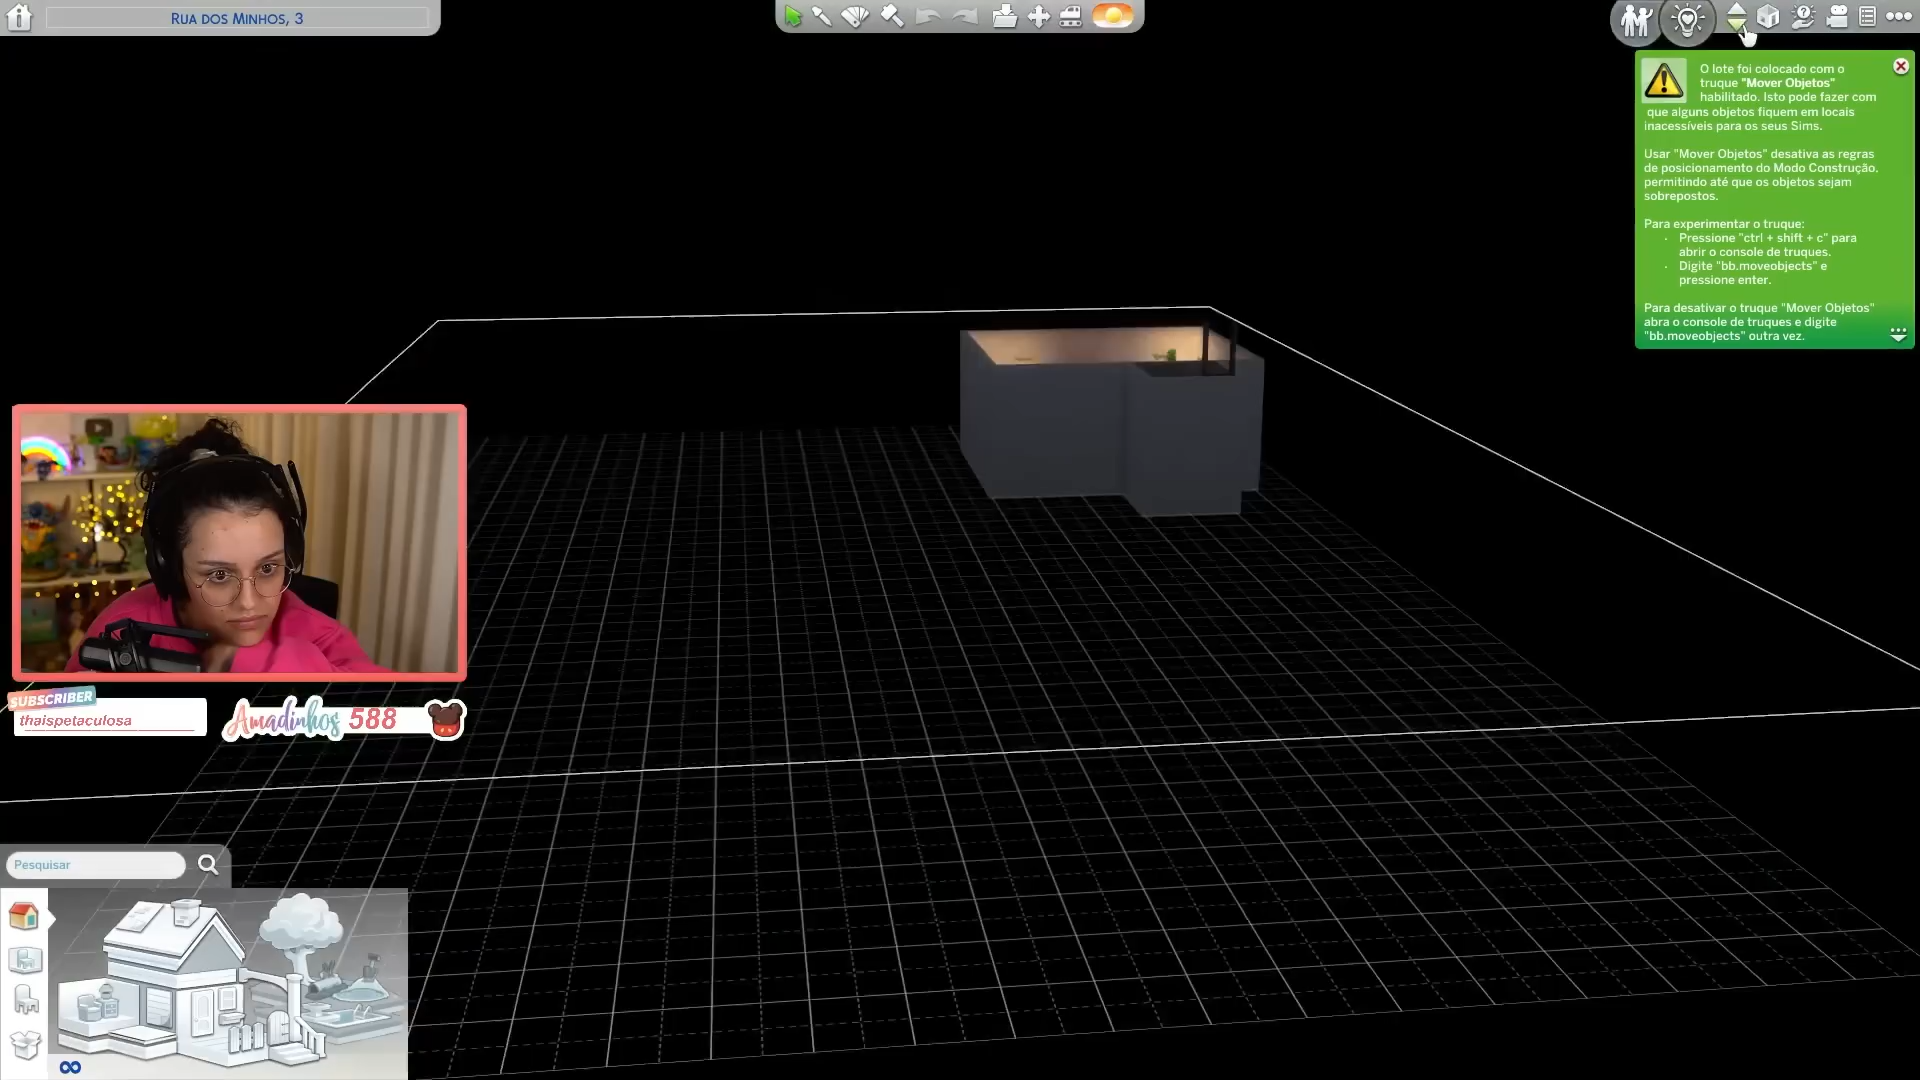 Rua dos Minhos, 3
O lote foi colocado com o
truque "Mover Objetos"
habilitado. Isto pode fazer com
que alguns objetos fiquem em locais
inacessíveis para os seus Sims.
Usar "Mover Objetos" desativa as regras
de posicionamento do Modo Construção,
permitindo até que os objetos sejam
sobrepostos.
Para experimentar o truque:
· Pressione "ctrl + shift + c" para
abrir o console de truques.
· Digite "bb.moveobjects" e
pressione enter.
Para desativar o truque "Mover Objetos"
abra o console de truques e digite
"bb.moveobjects" outra vez.
SUBSCRIBER
thaispetaculosa
Amadinhos 588
Pesquisar